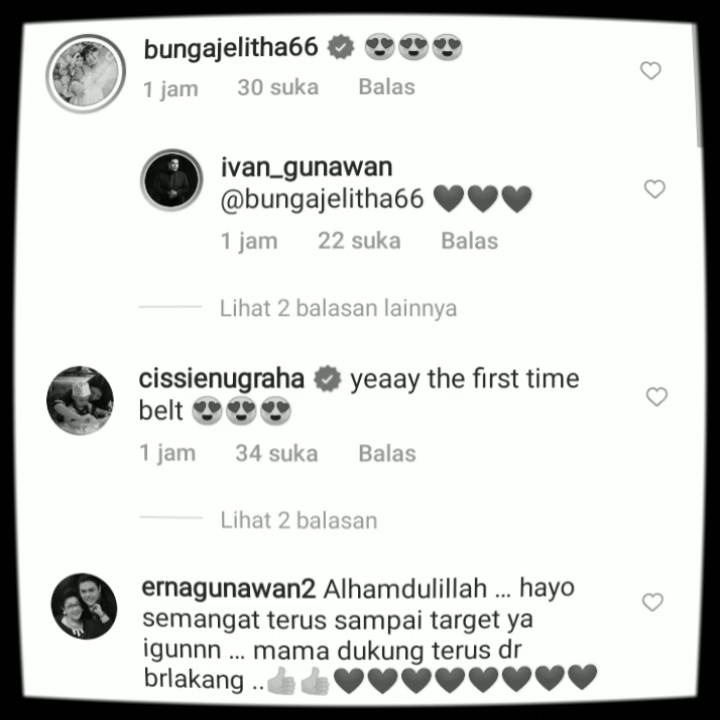 bungajelitha66 😍😍😍
1 jam 30 suka Balas
ivan_gunawan
@bungajelitha66 🖤🖤🖤
1 jam 22 suka Balas
Lihat 2 balasan lainnya
cissienugraha yeaay the first time
belt 😍😍😍
1 jam 34 suka Balas
Lihat 2 balasan
ernagunawan2 Alhamdulillah ... hayo
semangat terus sampai target ya
igunnn ... mama dukung terus dr
brlakang ..👍👍🖤🖤🖤🖤🖤🖤🖤🖤